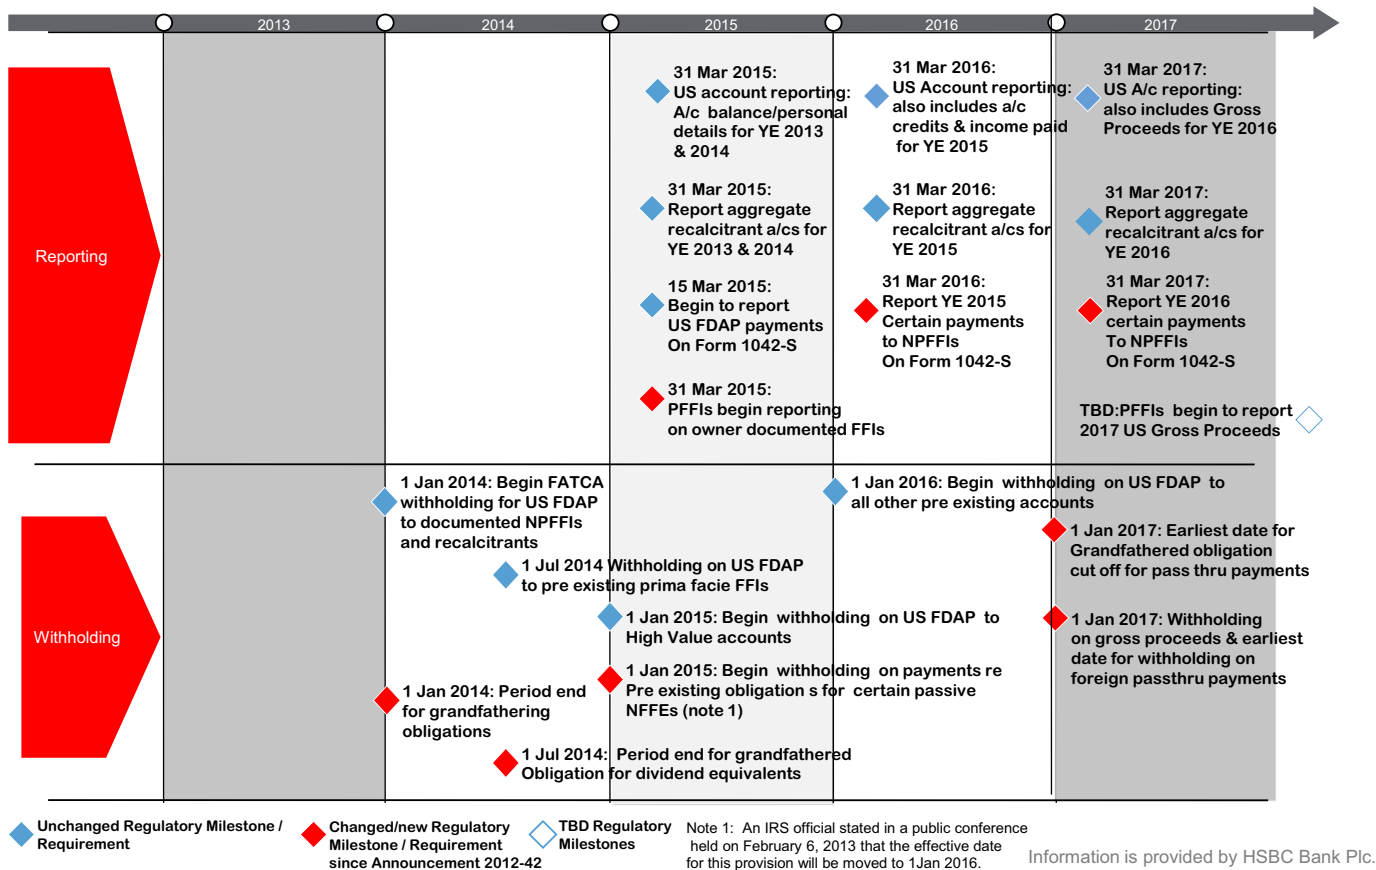 2013
2014
2015
2016
2017
Reporting
31 Mar 2015:
US account reporting:
A/c balance/personal
details for YE 2013
& 2014
31 Mar 2016:
US Account reporting:
also includes a/c
credits & income paid
for YE 2015
31 Mar 2017:
US A/c reporting:
also includes Gross
Proceeds for YE 2016
31 Mar 2015:
Report aggregate
recalcitrant a/cs for
YE 2013 & 2014
31 Mar 2016:
Report aggregate
recalcitrant a/cs for
YE 2015
31 Mar 2017:
Report aggregate
recalcitrant a/cs for
YE 2016
15 Mar 2015:
Begin to report
US FDAP payments
On Form 1042-S
31 Mar 2016:
Report YE 2015
Certain payments
to NPFFIs
On Form 1042-S
31 Mar 2017:
Report YE 2016
certain payments
To NPFFIs
On Form 1042-S
31 Mar 2015:
PFFIs begin reporting
on owner documented FFIs
TBD:PFFIs begin to report
2017 US Gross Proceeds
Withholding
1 Jan 2014: Begin FATCA
withholding for US FDAP
to documented NPFFIs
and recalcitrants
1 Jan 2016: Begin withholding on US FDAP to
all other pre existing accounts
1 Jan 2017: Earliest date for
Grandfathered obligation
cut off for pass thru payments
1 Jul 2014 Withholding on US FDAP
to pre existing prima facie FFIs
1 Jan 2015: Begin withholding on US FDAP to
High Value accounts
1 Jan 2017: Withholding
on gross proceeds & earliest
date for withholding on
foreign passthru payments
1 Jan 2015: Begin withholding on payments re
Pre existing obligation s for certain passive
NFFEs (note 1)
1 Jan 2014: Period end
for grandfathering
obligations
1 Jul 2014: Period end for grandfathered
Obligation for dividend equivalents
Unchanged Regulatory Milestone /
Requirement
Changed/new Regulatory
Milestone / Requirement
since Announcement 2012-42
TBD Regulatory
Milestones
Note 1: An IRS official stated in a public conference
held on February 6, 2013 that the effective date
for this provision will be moved to 1Jan 2016.
Information is provided by HSBC Bank Plc.